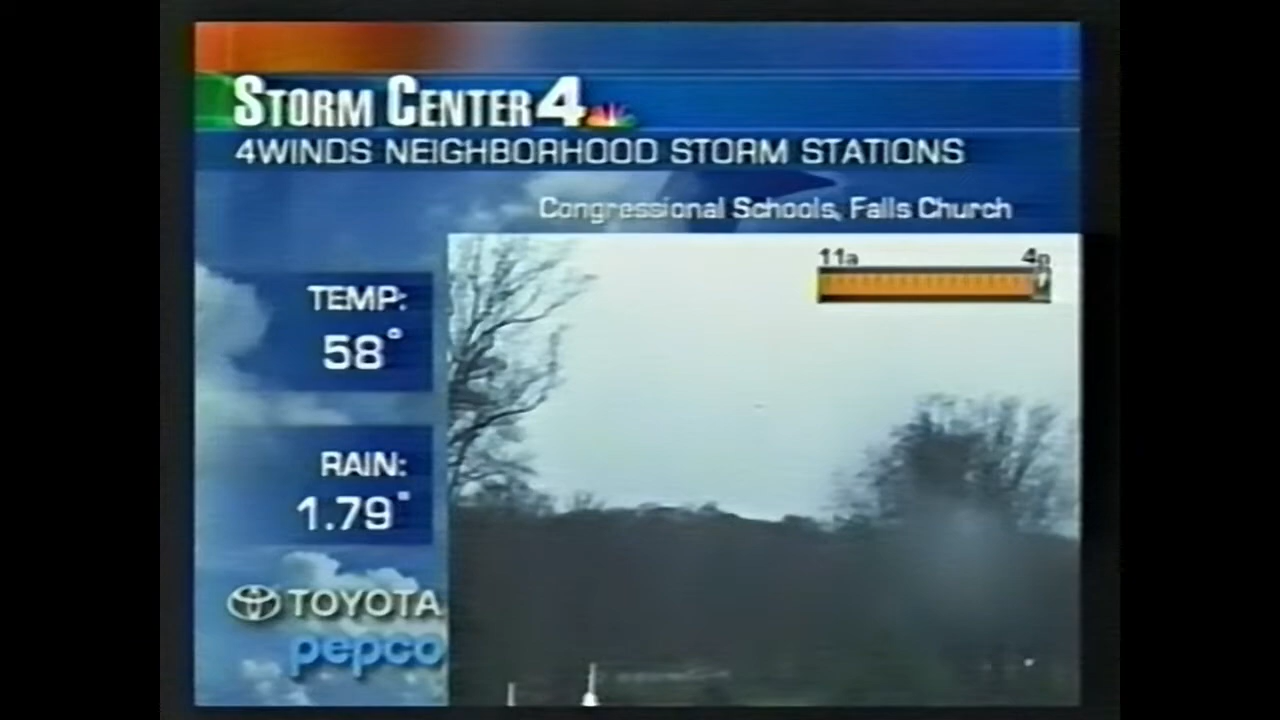 STORM CENTER 4
4WINDS NEIGHBORHOOD STORM STATIONS
Congressional Schools, Falls Church
11a 4p
TEMP:
58°
RAIN:
1.79"
TOYOTA
pepco